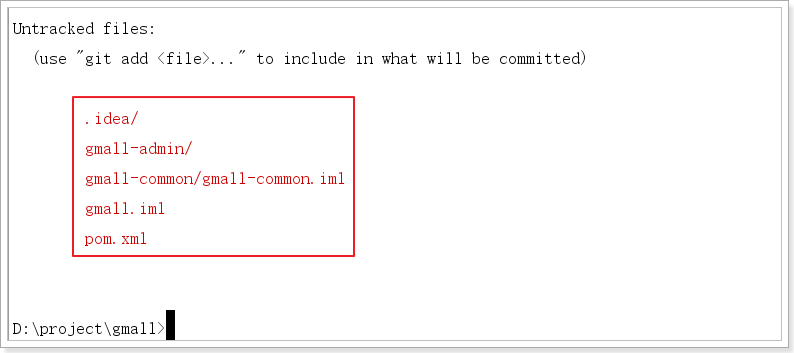 Untracked files:
(use "git add <file>..." to include in what will be committed)
.idea/
gmall-admin/
gmall-common/gmall-common.iml
gmall.iml
pom.xml
D:\project\gmall>